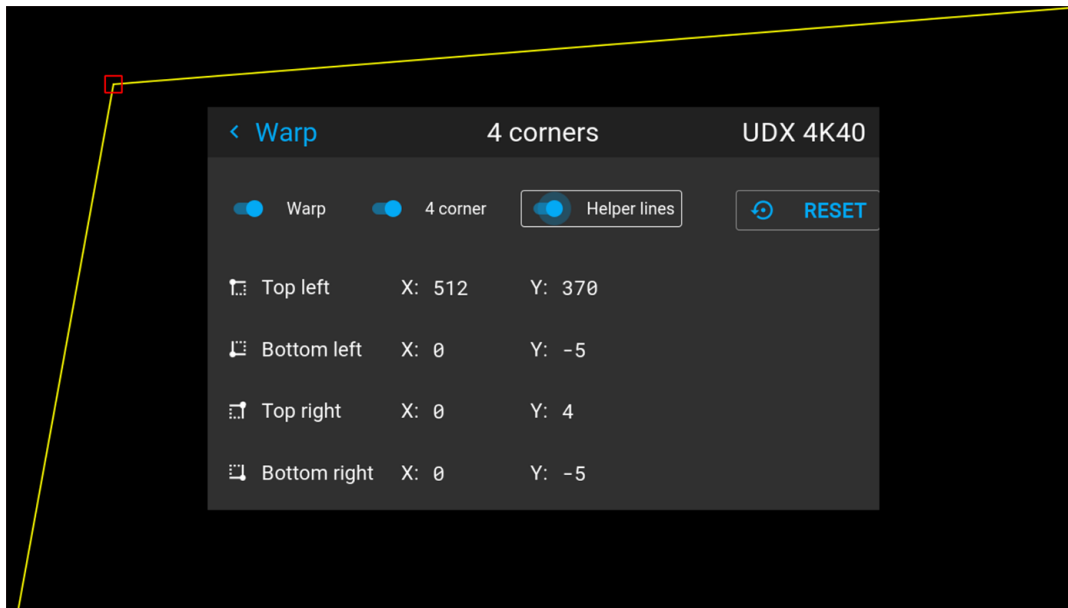 Warp 4 corners UDX 4K40
Warp 4 corner Helper lines RESET
Top left X: 512 Y: 370
Bottom left X: 0 Y: -5
Top right X: 0 Y: 4
Bottom right X: 0 Y: -5